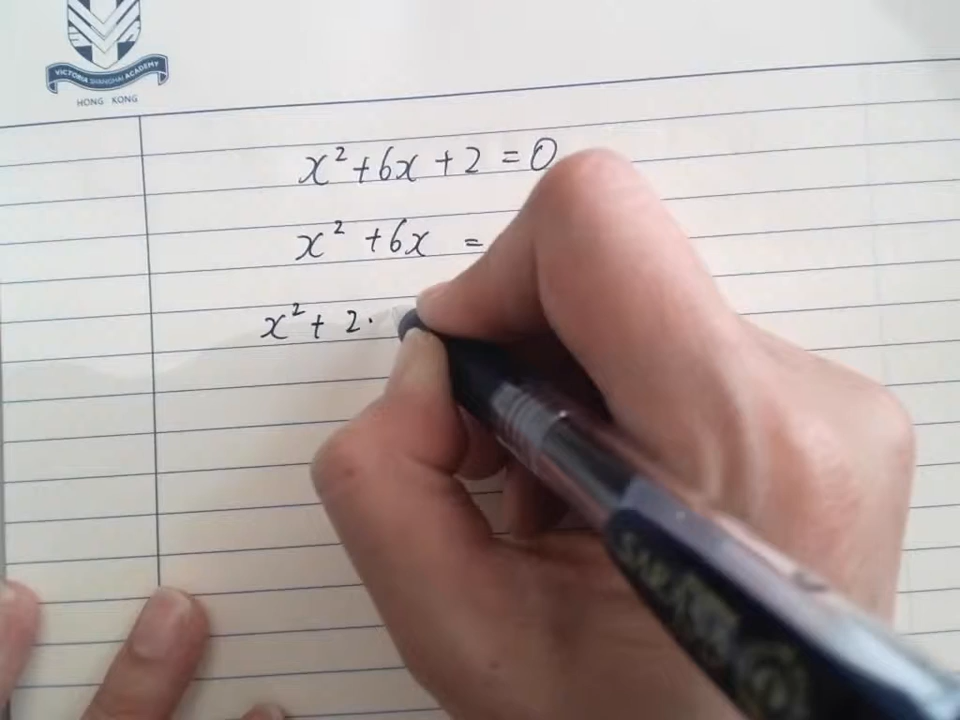 VICTORIA SHANGHAI ACADEMY
HONG KONG
x² + 6x + 2 = 0
x² + 6x =
x² + 2·